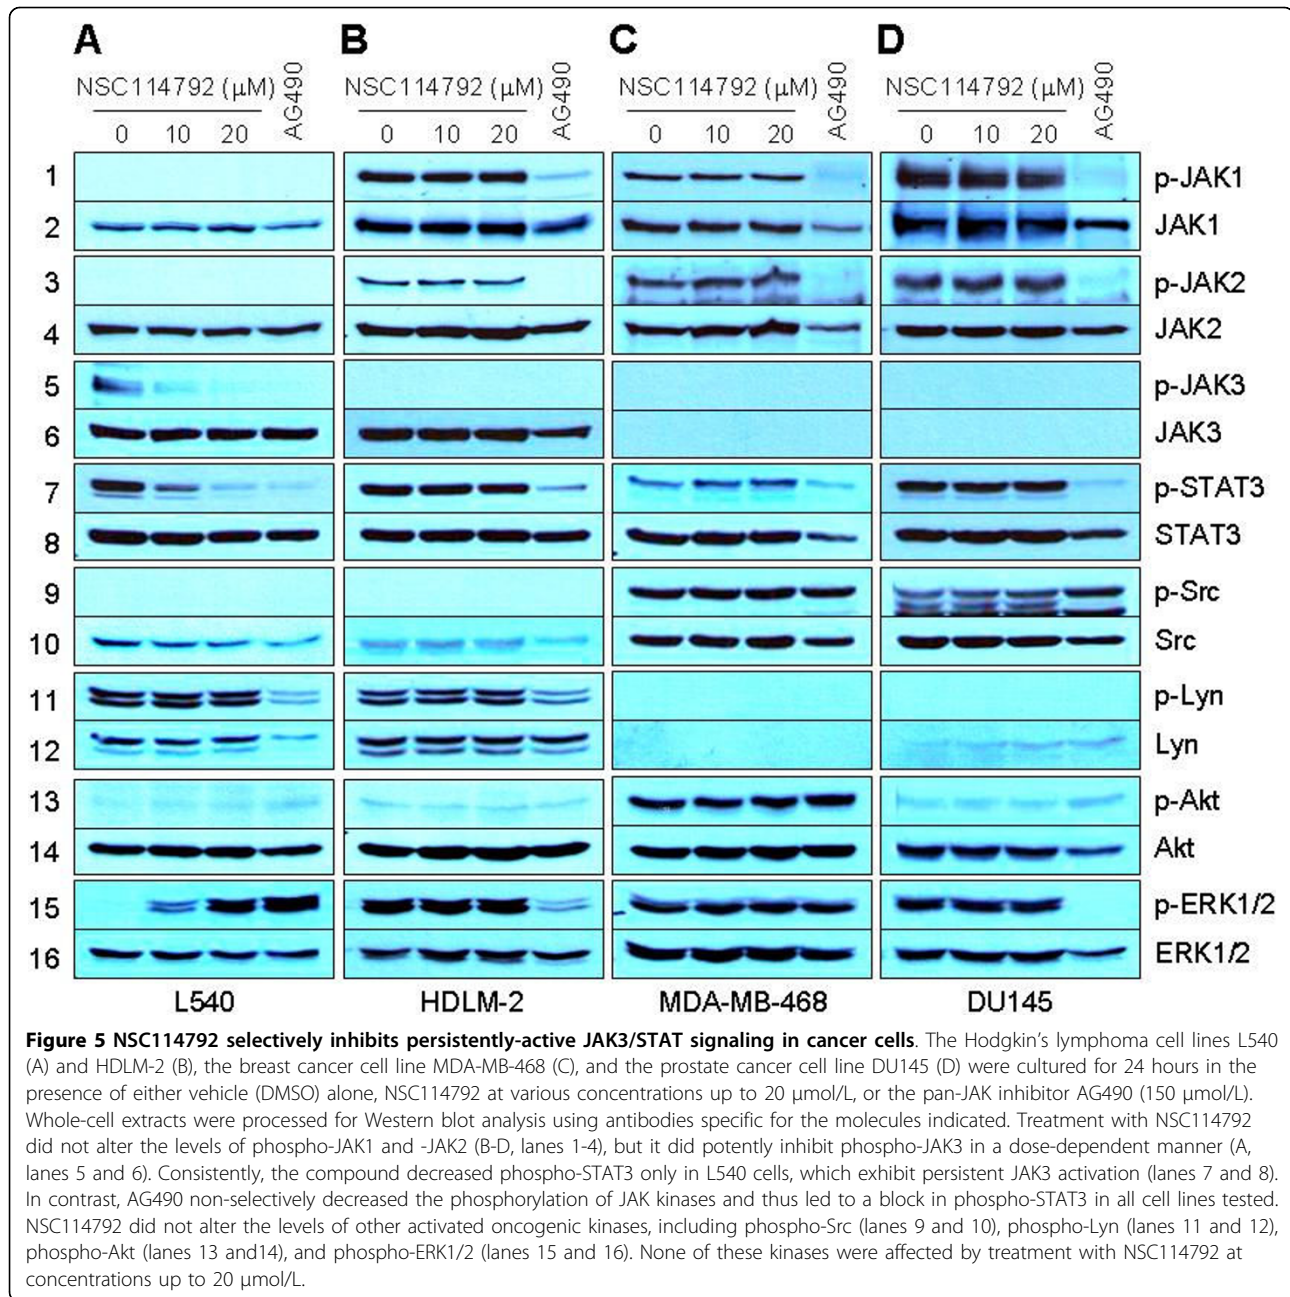 A B C D
NSC114792 (μM) AG490 NSC114792 (μM) AG490 NSC114792 (μM) AG490 NSC114792 (μM) AG490
0 10 20 0 10 20 0 10 20 0 10 20
1 p-JAK1
2 JAK1
3 p-JAK2
4 JAK2
5 p-JAK3
6 JAK3
7 p-STAT3
8 STAT3
9 p-Src
10 Src
11 p-Lyn
12 Lyn
13 p-Akt
14 Akt
15 p-ERK1/2
16 ERK1/2
L540 HDLM-2 MDA-MB-468 DU145
Figure 5 NSC114792 selectively inhibits persistently-active JAK3/STAT signaling in cancer cells. The Hodgkin's lymphoma cell lines L540
(A) and HDLM-2 (B), the breast cancer cell line MDA-MB-468 (C), and the prostate cancer cell line DU145 (D) were cultured for 24 hours in the
presence of either vehicle (DMSO) alone, NSC114792 at various concentrations up to 20 μmol/L, or the pan-JAK inhibitor AG490 (150 μmol/L).
Whole-cell extracts were processed for Western blot analysis using antibodies specific for the molecules indicated. Treatment with NSC114792
did not alter the levels of phospho-JAK1 and -JAK2 (B-D, lanes 1-4), but it did potently inhibit phospho-JAK3 in a dose-dependent manner (A,
lanes 5 and 6). Consistently, the compound decreased phospho-STAT3 only in L540 cells, which exhibit persistent JAK3 activation (lanes 7 and 8).
In contrast, AG490 non-selectively decreased the phosphorylation of JAK kinases and thus led to a block in phospho-STAT3 in all cell lines tested.
NSC114792 did not alter the levels of other activated oncogenic kinases, including phospho-Src (lanes 9 and 10), phospho-Lyn (lanes 11 and 12),
phospho-Akt (lanes 13 and14), and phospho-ERK1/2 (lanes 15 and 16). None of these kinases were affected by treatment with NSC114792 at
concentrations up to 20 μmol/L.